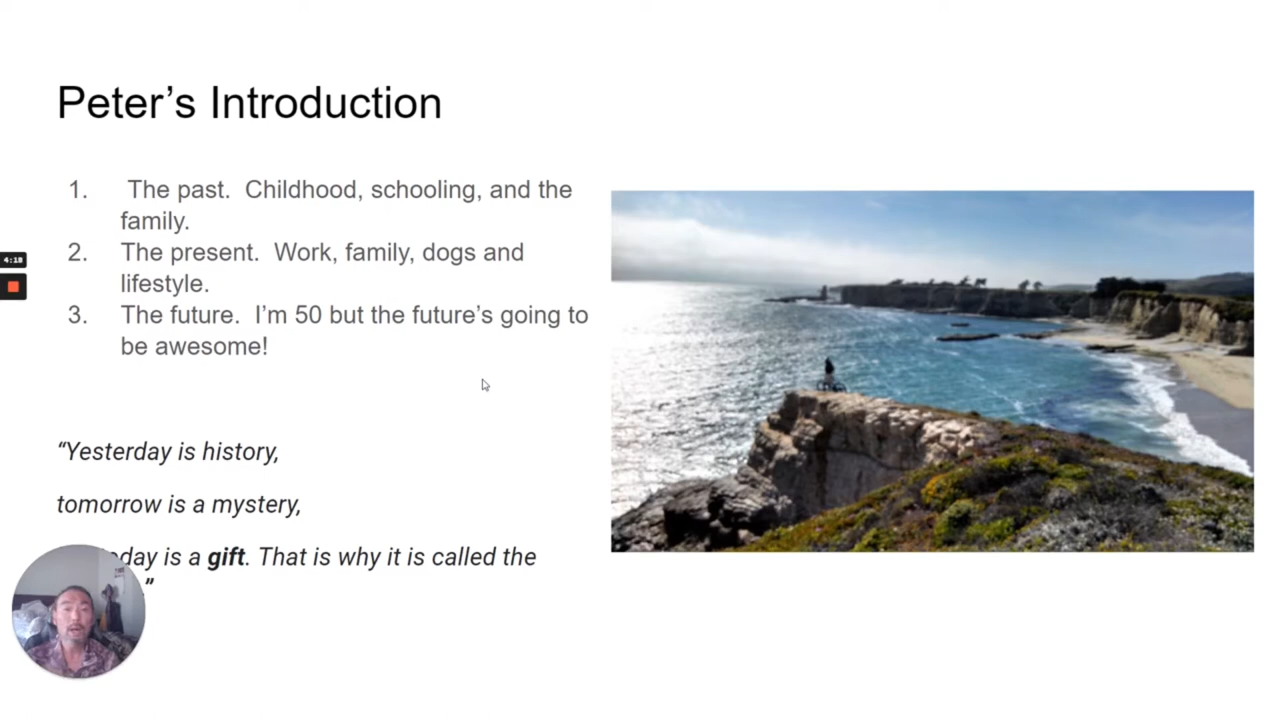 Peter’s Introduction
1. The past. Childhood, schooling, and the
family.
2. The present. Work, family, dogs and
lifestyle.
3. The future. I’m 50 but the future’s going to
be awesome!
4:18
“Yesterday is history,
tomorrow is a mystery,
is a gift. That is why it is called the
.”